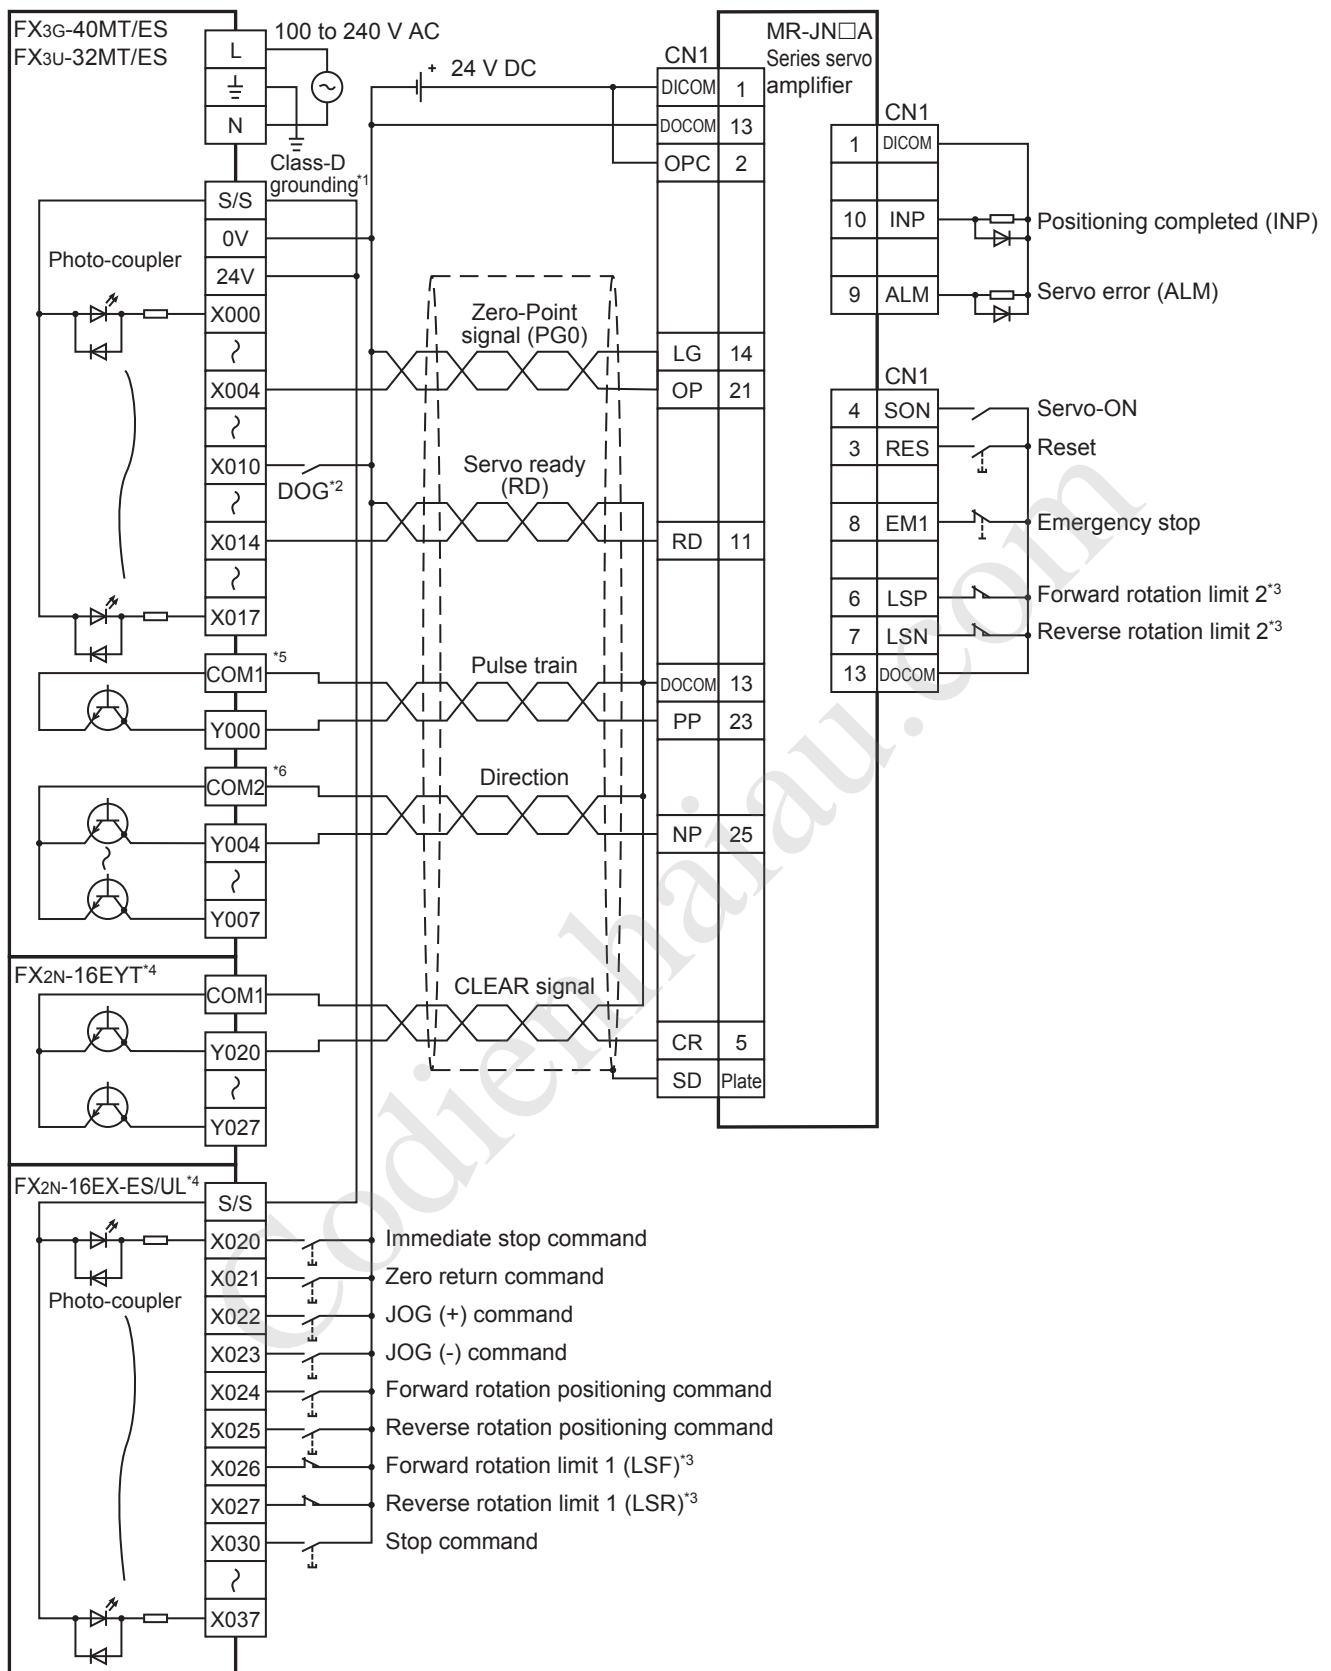 FX3G-40MT/ES
FX3U-32MT/ES
L
N
100 to 240 V AC
Class-D
grounding*1
+ 24 V DC
S/S
0V
24V
X000
X004
X010
X014
X017
Photo-coupler
DOG*2
COM1 *5
Y000
COM2 *6
Y004
Y007
FX2N-16EYT*4
COM1
Y020
Y027
FX2N-16EX-ES/UL*4
S/S
X020
X021
X022
X023
X024
X025
X026
X027
X030
X037
Photo-coupler
Immediate stop command
Zero return command
JOG (+) command
JOG (-) command
Forward rotation positioning command
Reverse rotation positioning command
Forward rotation limit 1 (LSF)*3
Reverse rotation limit 1 (LSR)*3
Stop command
Zero-Point
signal (PG0)
Servo ready
(RD)
Pulse train
Direction
CLEAR signal
MR-JN□A
Series servo
amplifier
CN1
DICOM 1
DOCOM 13
OPC 2
LG 14
OP 21
RD 11
DOCOM 13
PP 23
NP 25
CR 5
SD Plate
CN1
1 DICOM
10 INP
9 ALM
Positioning completed (INP)
Servo error (ALM)
CN1
4 SON
3 RES
8 EM1
6 LSP
7 LSN
13 DOCOM
Servo-ON
Reset
Emergency stop
Forward rotation limit 2*3
Reverse rotation limit 2*3
Codienhaiau.com